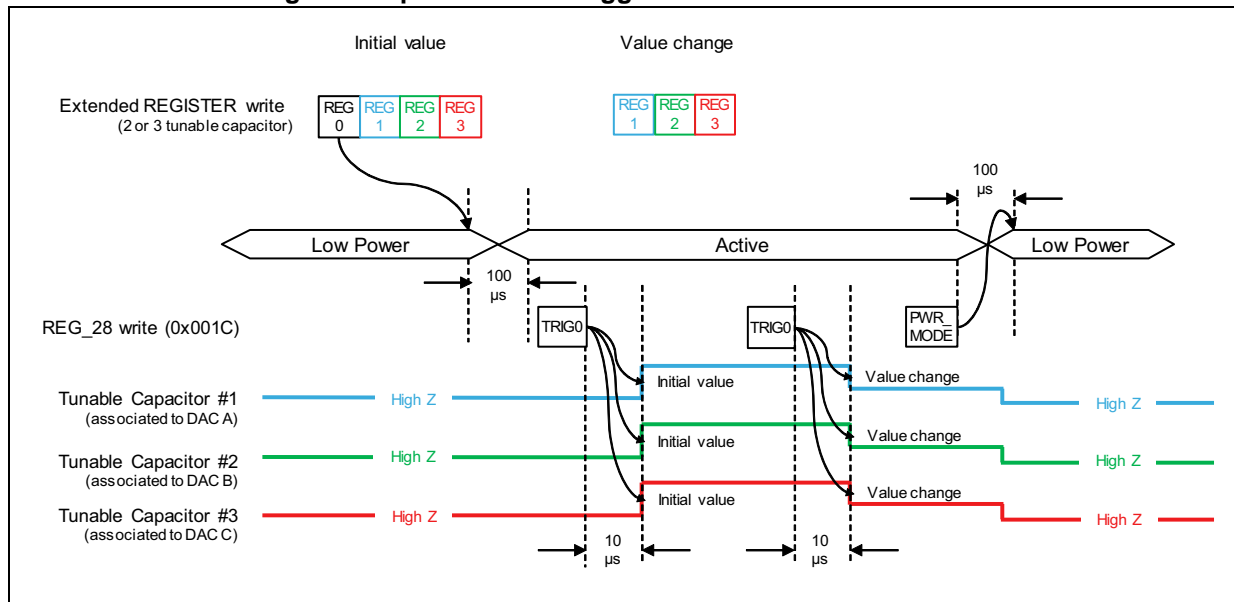 Initial value
Value change
Extended REGISTER write
(2 or 3 tunable capacitor)
REG 0
REG 1
REG 2
REG 3
REG 1
REG 2
REG 3
100
µs
Low Power
Active
Low Power
100
µs
REG_28 write (0x001C)
TRIG0
TRIG0
PWR_
MODE
Tunable Capacitor #1
(associated to DAC A)
High Z
Initial value
Value change
High Z
Tunable Capacitor #2
(associated to DAC B)
High Z
Initial value
Value change
High Z
Tunable Capacitor #3
(associated to DAC C)
High Z
Initial value
Value change
High Z
10
µs
10
µs